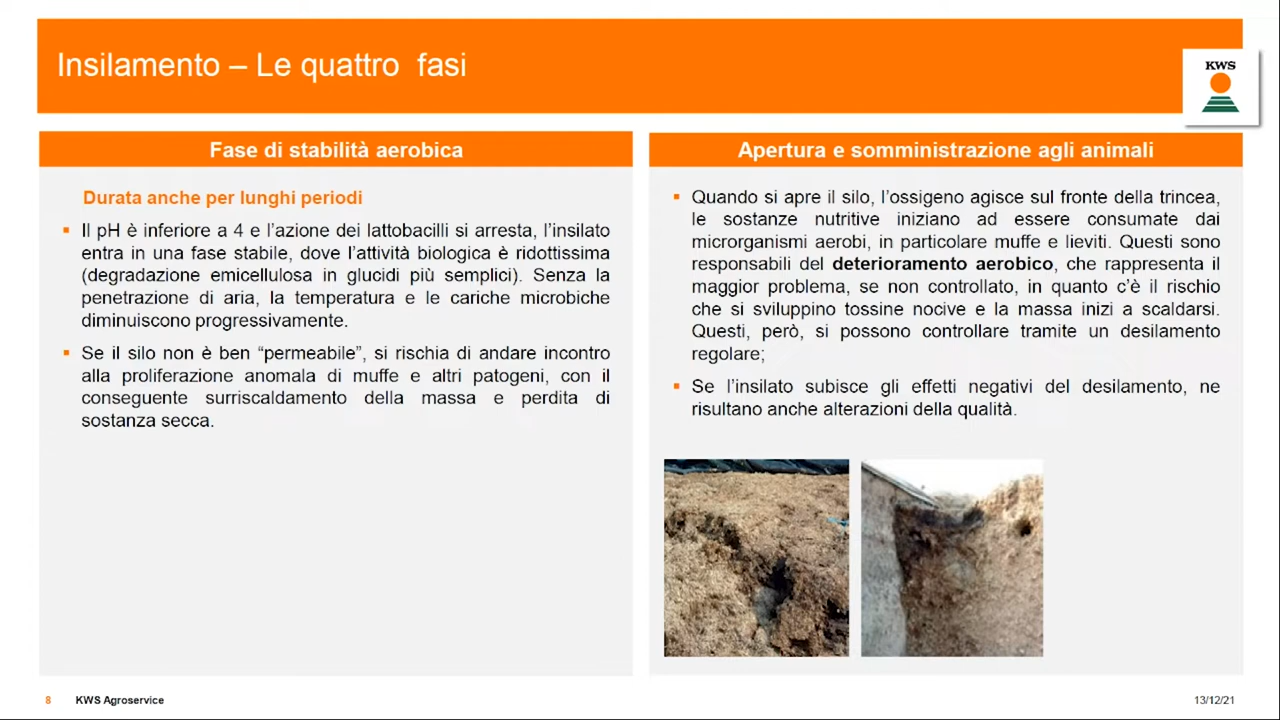 Insilamento – Le quattro fasi
KWS
Fase di stabilità aerobica
Durata anche per lunghi periodi
▪ Il pH è inferiore a 4 e l’azione dei lattobacilli si arresta, l’insilato
entra in una fase stabile, dove l’attività biologica è ridottissima
(degradazione emicellulosa in glucidi più semplici). Senza la
penetrazione di aria, la temperatura e le cariche microbiche
diminuiscono progressivamente.
▪ Se il silo non è ben “permeabile”, si rischia di andare incontro
alla proliferazione anomala di muffe e altri patogeni, con il
conseguente surriscaldamento della massa e perdita di
sostanza secca.
Apertura e somministrazione agli animali
▪ Quando si apre il silo, l’ossigeno agisce sul fronte della trincea,
le sostanze nutritive iniziano ad essere consumate dai
microrganismi aerobi, in particolare muffe e lieviti. Questi sono
responsabili del deterioramento aerobico, che rappresenta il
maggior problema, se non controllato, in quanto c’è il rischio
che si sviluppino tossine nocive e la massa inizi a scaldarsi.
Questi, però, si possono controllare tramite un desilamento
regolare;
▪ Se l’insilato subisce gli effetti negativi del desilamento, ne
risultano anche alterazioni della qualità.
8 KWS Agroservice
13/12/21